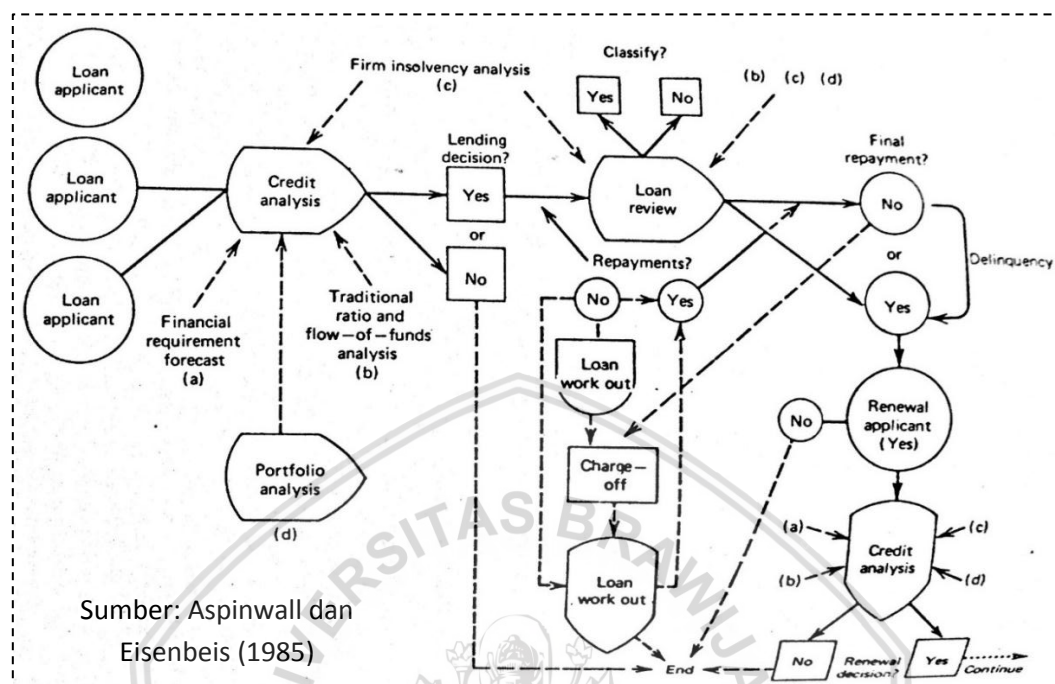 Loan
applicant
Loan
applicant
Loan
applicant
Firm insolvency analysis
(c)
Credit
analysis
Financial
requirement
forecast
(a)
Traditional
ratio and
flow-of-funds
analysis
(b)
Portfolio
analysis
(d)
Lending
decision?
Yes
or
No
Classify?
Yes
No
(b) (c) (d)
Loan
review
Repayments?
No
Yes
Loan
work out
Charge-
off
Loan
work out
End
Final
repayment?
No
or
Yes
Delinquency
No
Renewal
applicant
(Yes)
(a)
(c)
Credit
analysis
(b)
(d)
No
Renewal
decision?
Yes
Continue
Sumber: Aspinwall dan
Eisenbeis (1985)
VERSITAS BRAWIJA